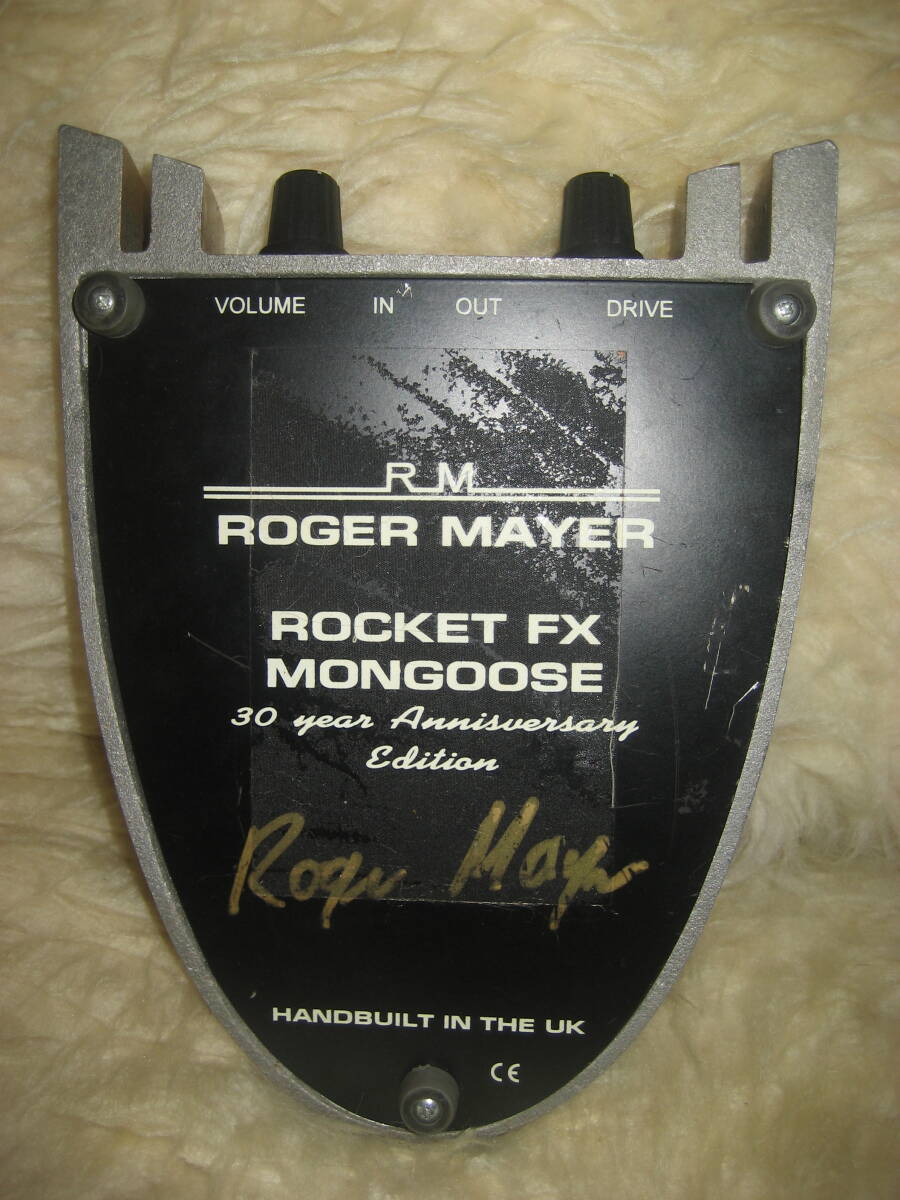 VOLUME IN OUT DRIVE
RM
ROGER MAYER
ROCKET FX
MONGOOSE
30 year Annisversary
Edition
Roger Mayer
HANDBUILT IN THE UK
CE